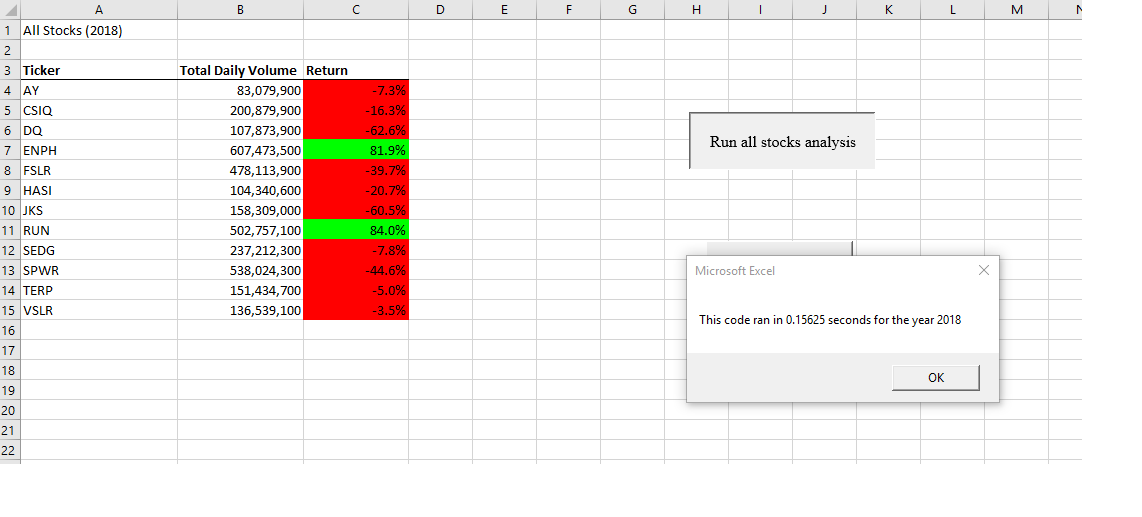 A B C D E F G H I J K L M N
1 All Stocks (2018)
2
3 Ticker Total Daily Volume Return
4 AY 83,079,900 -7.3%
5 CSIQ 200,879,900 -16.3%
6 DQ 107,873,900 -62.6%
7 ENPH 607,473,500 81.9%
8 FSLR 478,113,900 -39.7%
9 HASI 104,340,600 -20.7%
10 JKS 158,309,000 -60.5%
11 RUN 502,757,100 84.0%
12 SEDG 237,212,300 -7.8%
13 SPWR 538,024,300 -44.6%
14 TERP 151,434,700 -5.0%
15 VSLR 136,539,100 -3.5%
16
17
18
19
20
21
22
Run all stocks analysis
Microsoft Excel
This code ran in 0.15625 seconds for the year 2018
OK